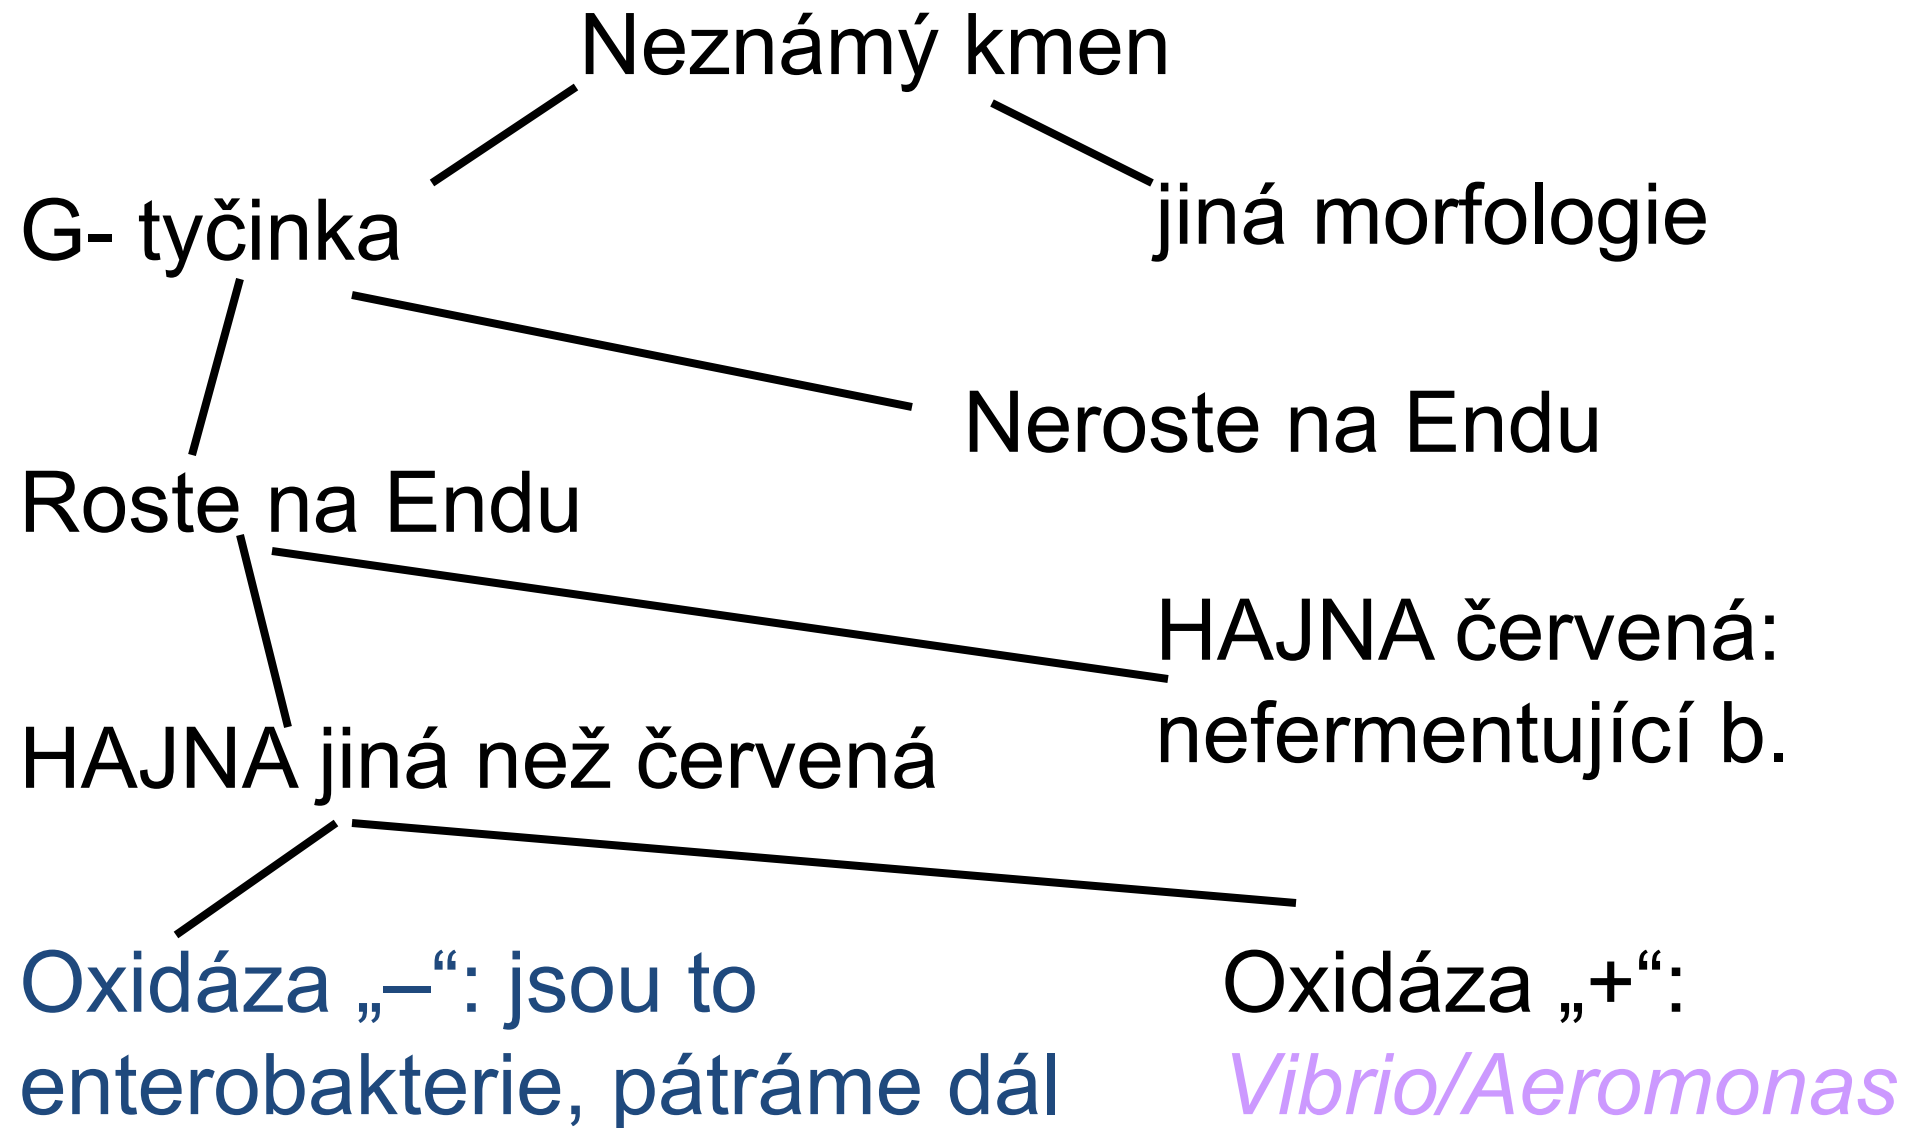 Neznámý kmen
G- tyčinka
jiná morfologie
Neroste na Endu
Roste na Endu
HAJNA červená:
nefermentující b.
HAJNA jiná než červená
Oxidáza „–“: jsou to
enterobakterie, pátráme dál
Oxidáza „+“:
Vibrio/Aeromonas